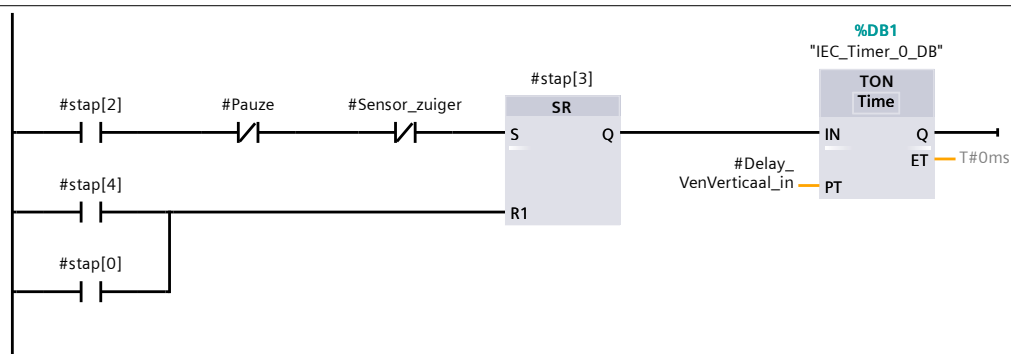 %DB1
"IEC_Timer_0_DB"
#stap[3]
TON
Time
#stap[2]
#Pauze
#Sensor_zuiger
SR
S
Q
IN
Q
ET
T#0ms
#Delay_
VenVerticaal_in
PT
#stap[4]
R1
#stap[0]